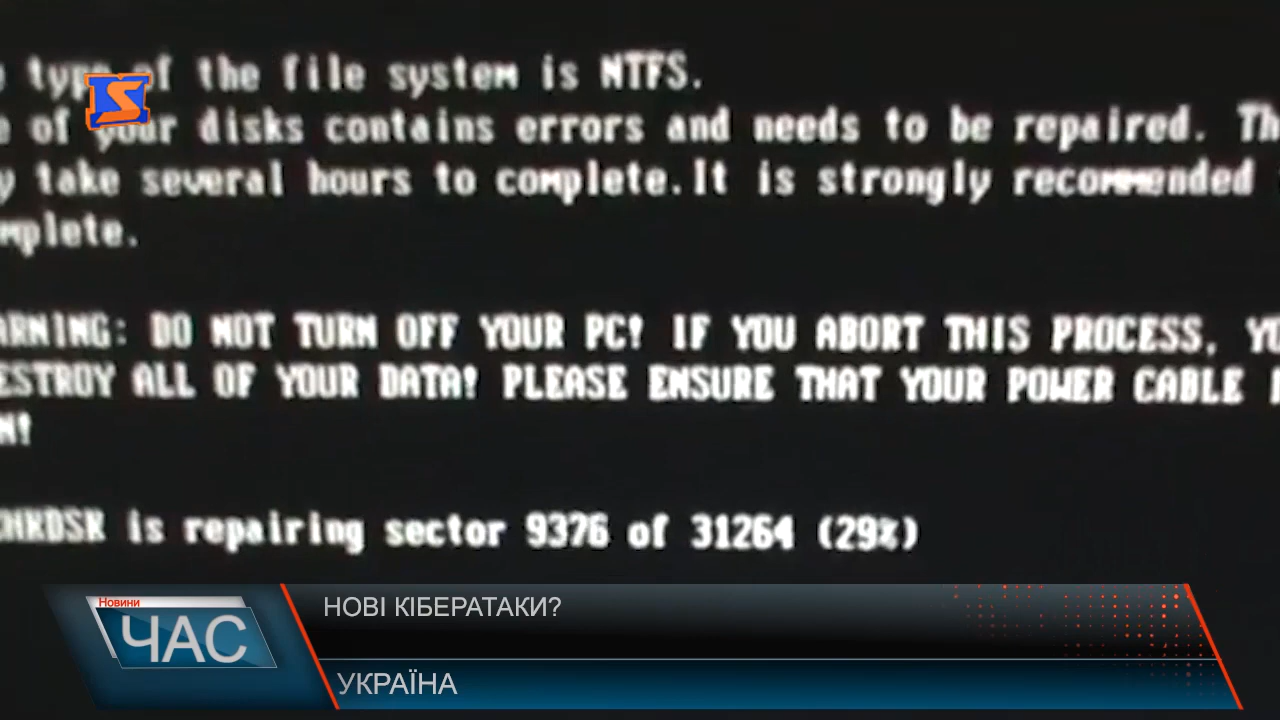 type of the file system is NTFS.
of your disks contains errors and needs to be repaired.
take several hours to complete.It is strongly recommended
mplete.
ARNING: DO NOT TURN OFF YOUR PC! IF YOU ABORT THIS PROCESS,
ESTROY ALL OF YOUR DATA! PLEASE ENSURE THAT YOUR POWER CABLE
N!
CHKDSK is repairing sector 9376 of 31264 (29%)
НОВІ КІБЕРАТАКИ?
Новини
ЧАС
УКРАЇНА